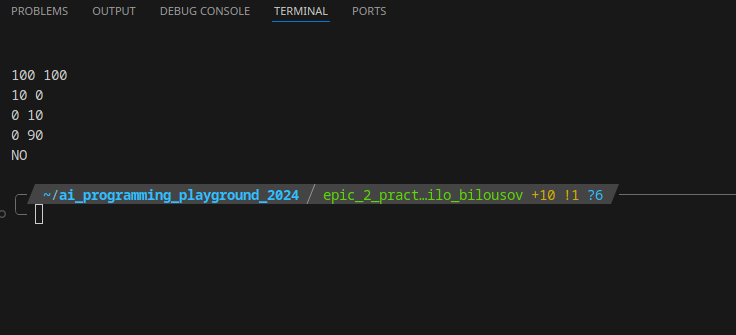 PROBLEMS OUTPUT DEBUG CONSOLE TERMINAL PORTS
100 100
10 0
0 10
0 90
NO
~/ai_programming_playground_2024 / epic_2_pract…ilo_bilousov +10 !1 ?6